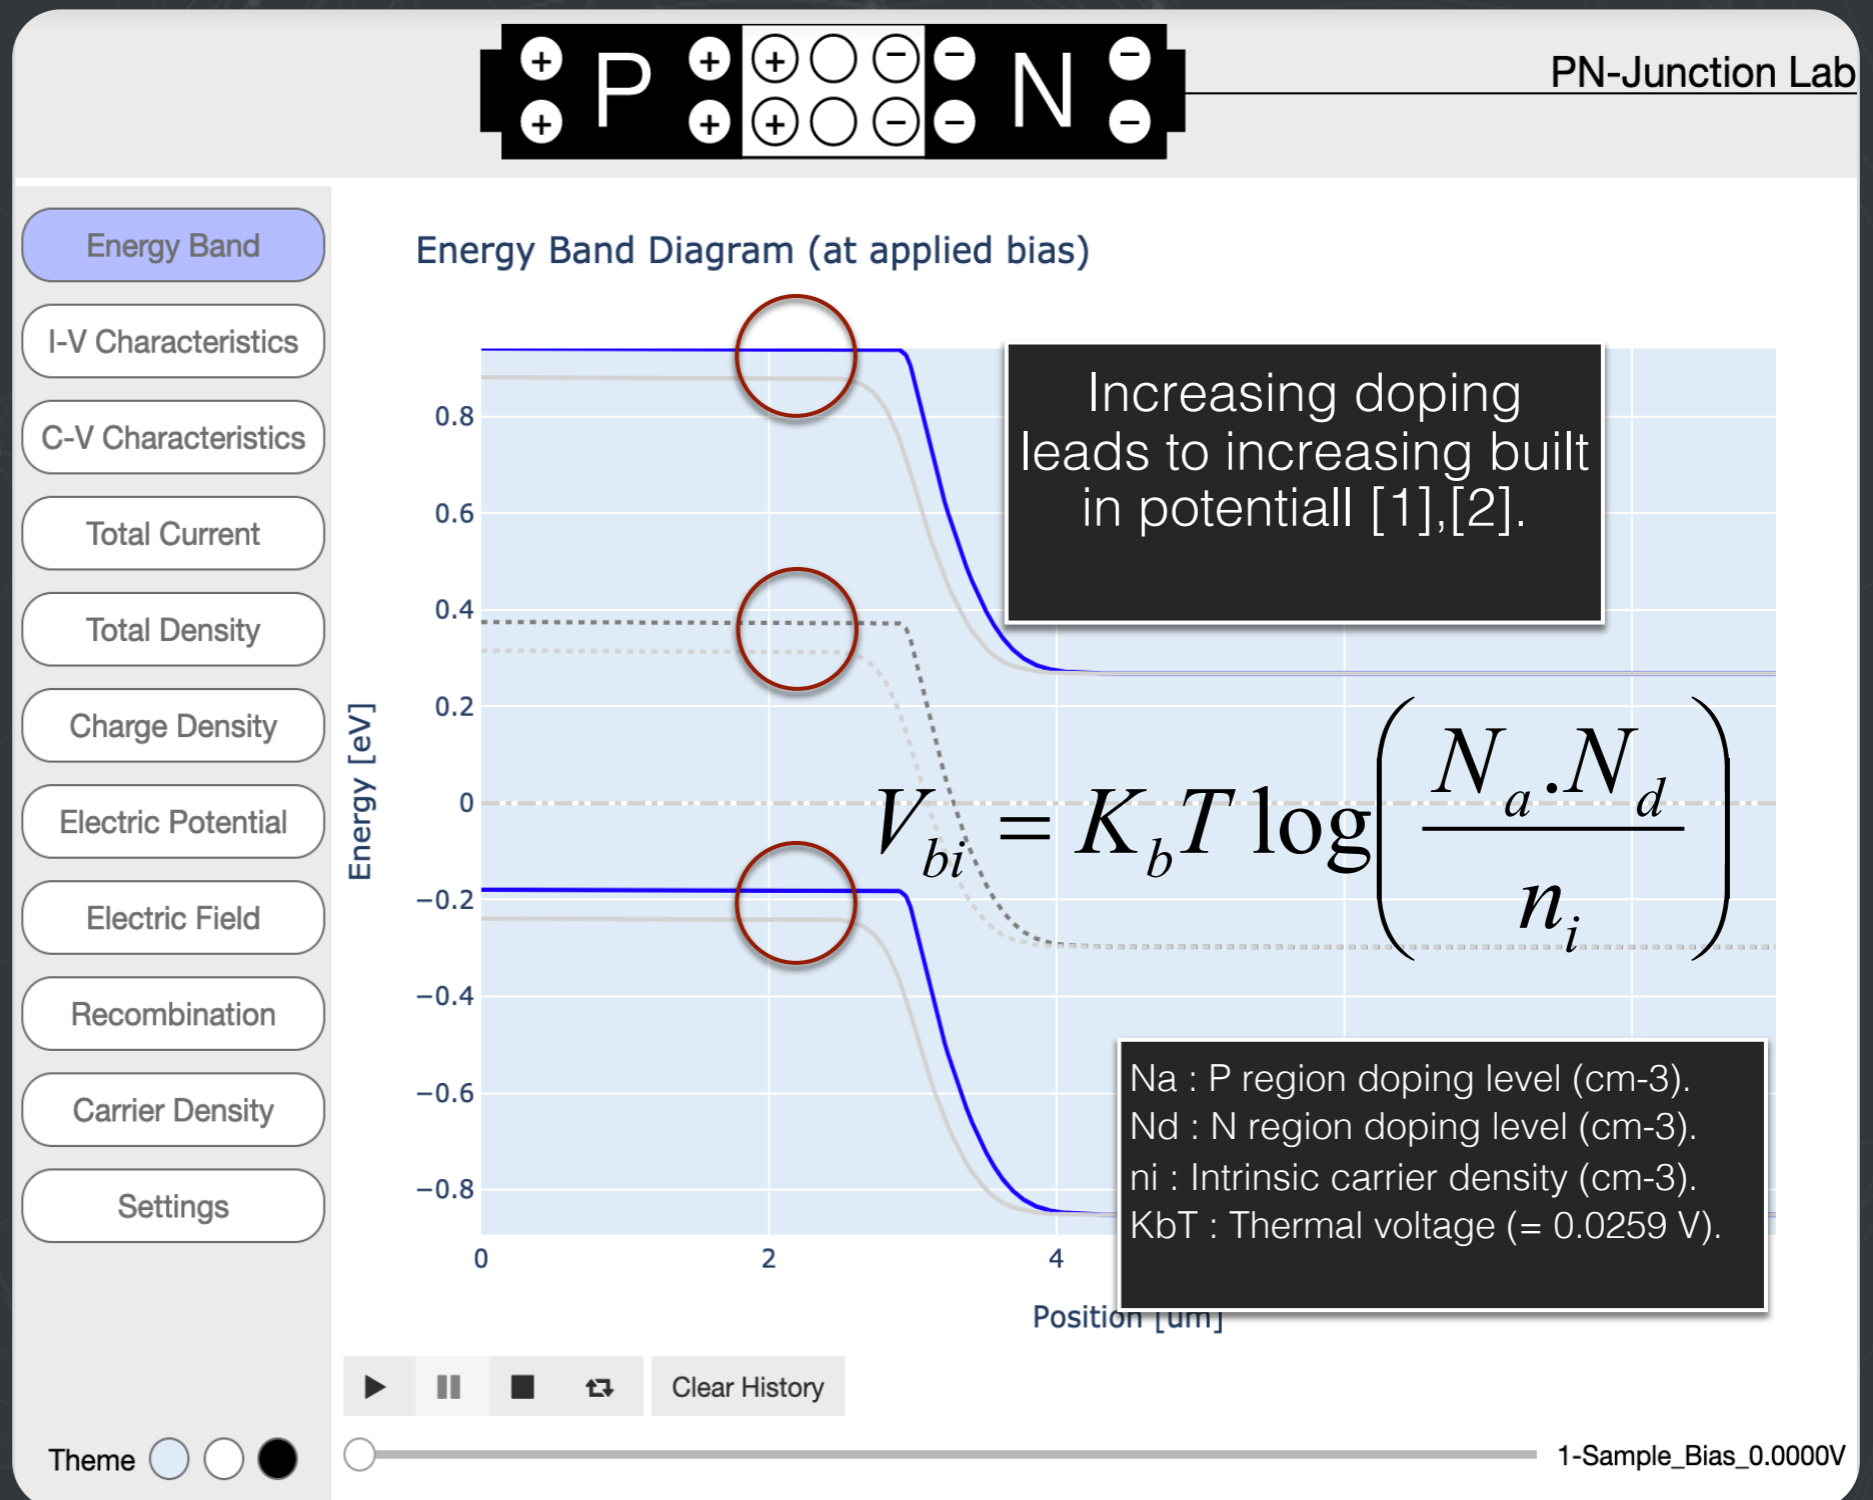 + P + + − − N −
+ + + − − −
PN-Junction Lab
Energy Band
I-V Characteristics
C-V Characteristics
Total Current
Total Density
Charge Density
Electric Potential
Electric Field
Recombination
Carrier Density
Settings
Theme
Energy Band Diagram (at applied bias)
Increasing doping
leads to increasing built
in potentiall [1],[2].
Energy [eV]
0.8
0.6
0.4
0.2
0
−0.2
−0.4
−0.6
−0.8
V_bi = K_b T log(N_a.N_d / n_i)
Na : P region doping level (cm-3).
Nd : N region doping level (cm-3).
ni : Intrinsic carrier density (cm-3).
KbT : Thermal voltage (= 0.0259 V).
0 2 4
Position [um]
Clear History
1-Sample_Bias_0.0000V